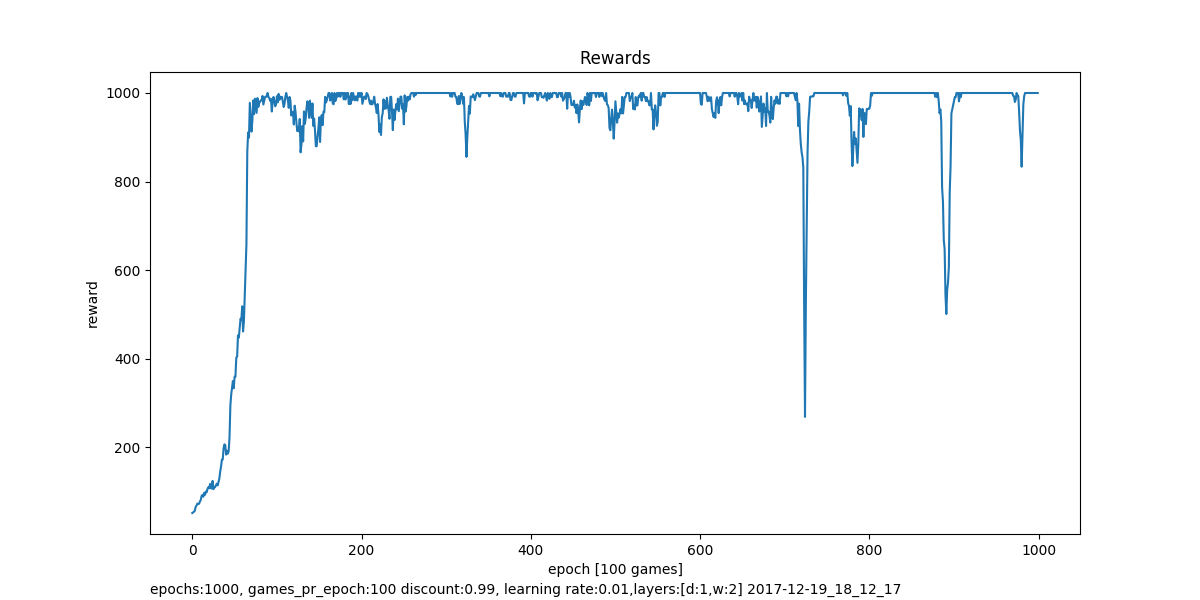 Rewards
1000
800
600
400
200
reward
0 200 400 600 800 1000
epoch [100 games]
epochs:1000, games_pr_epoch:100 discount:0.99, learning rate:0.01,layers:[d:1,w:2] 2017-12-19_18_12_17